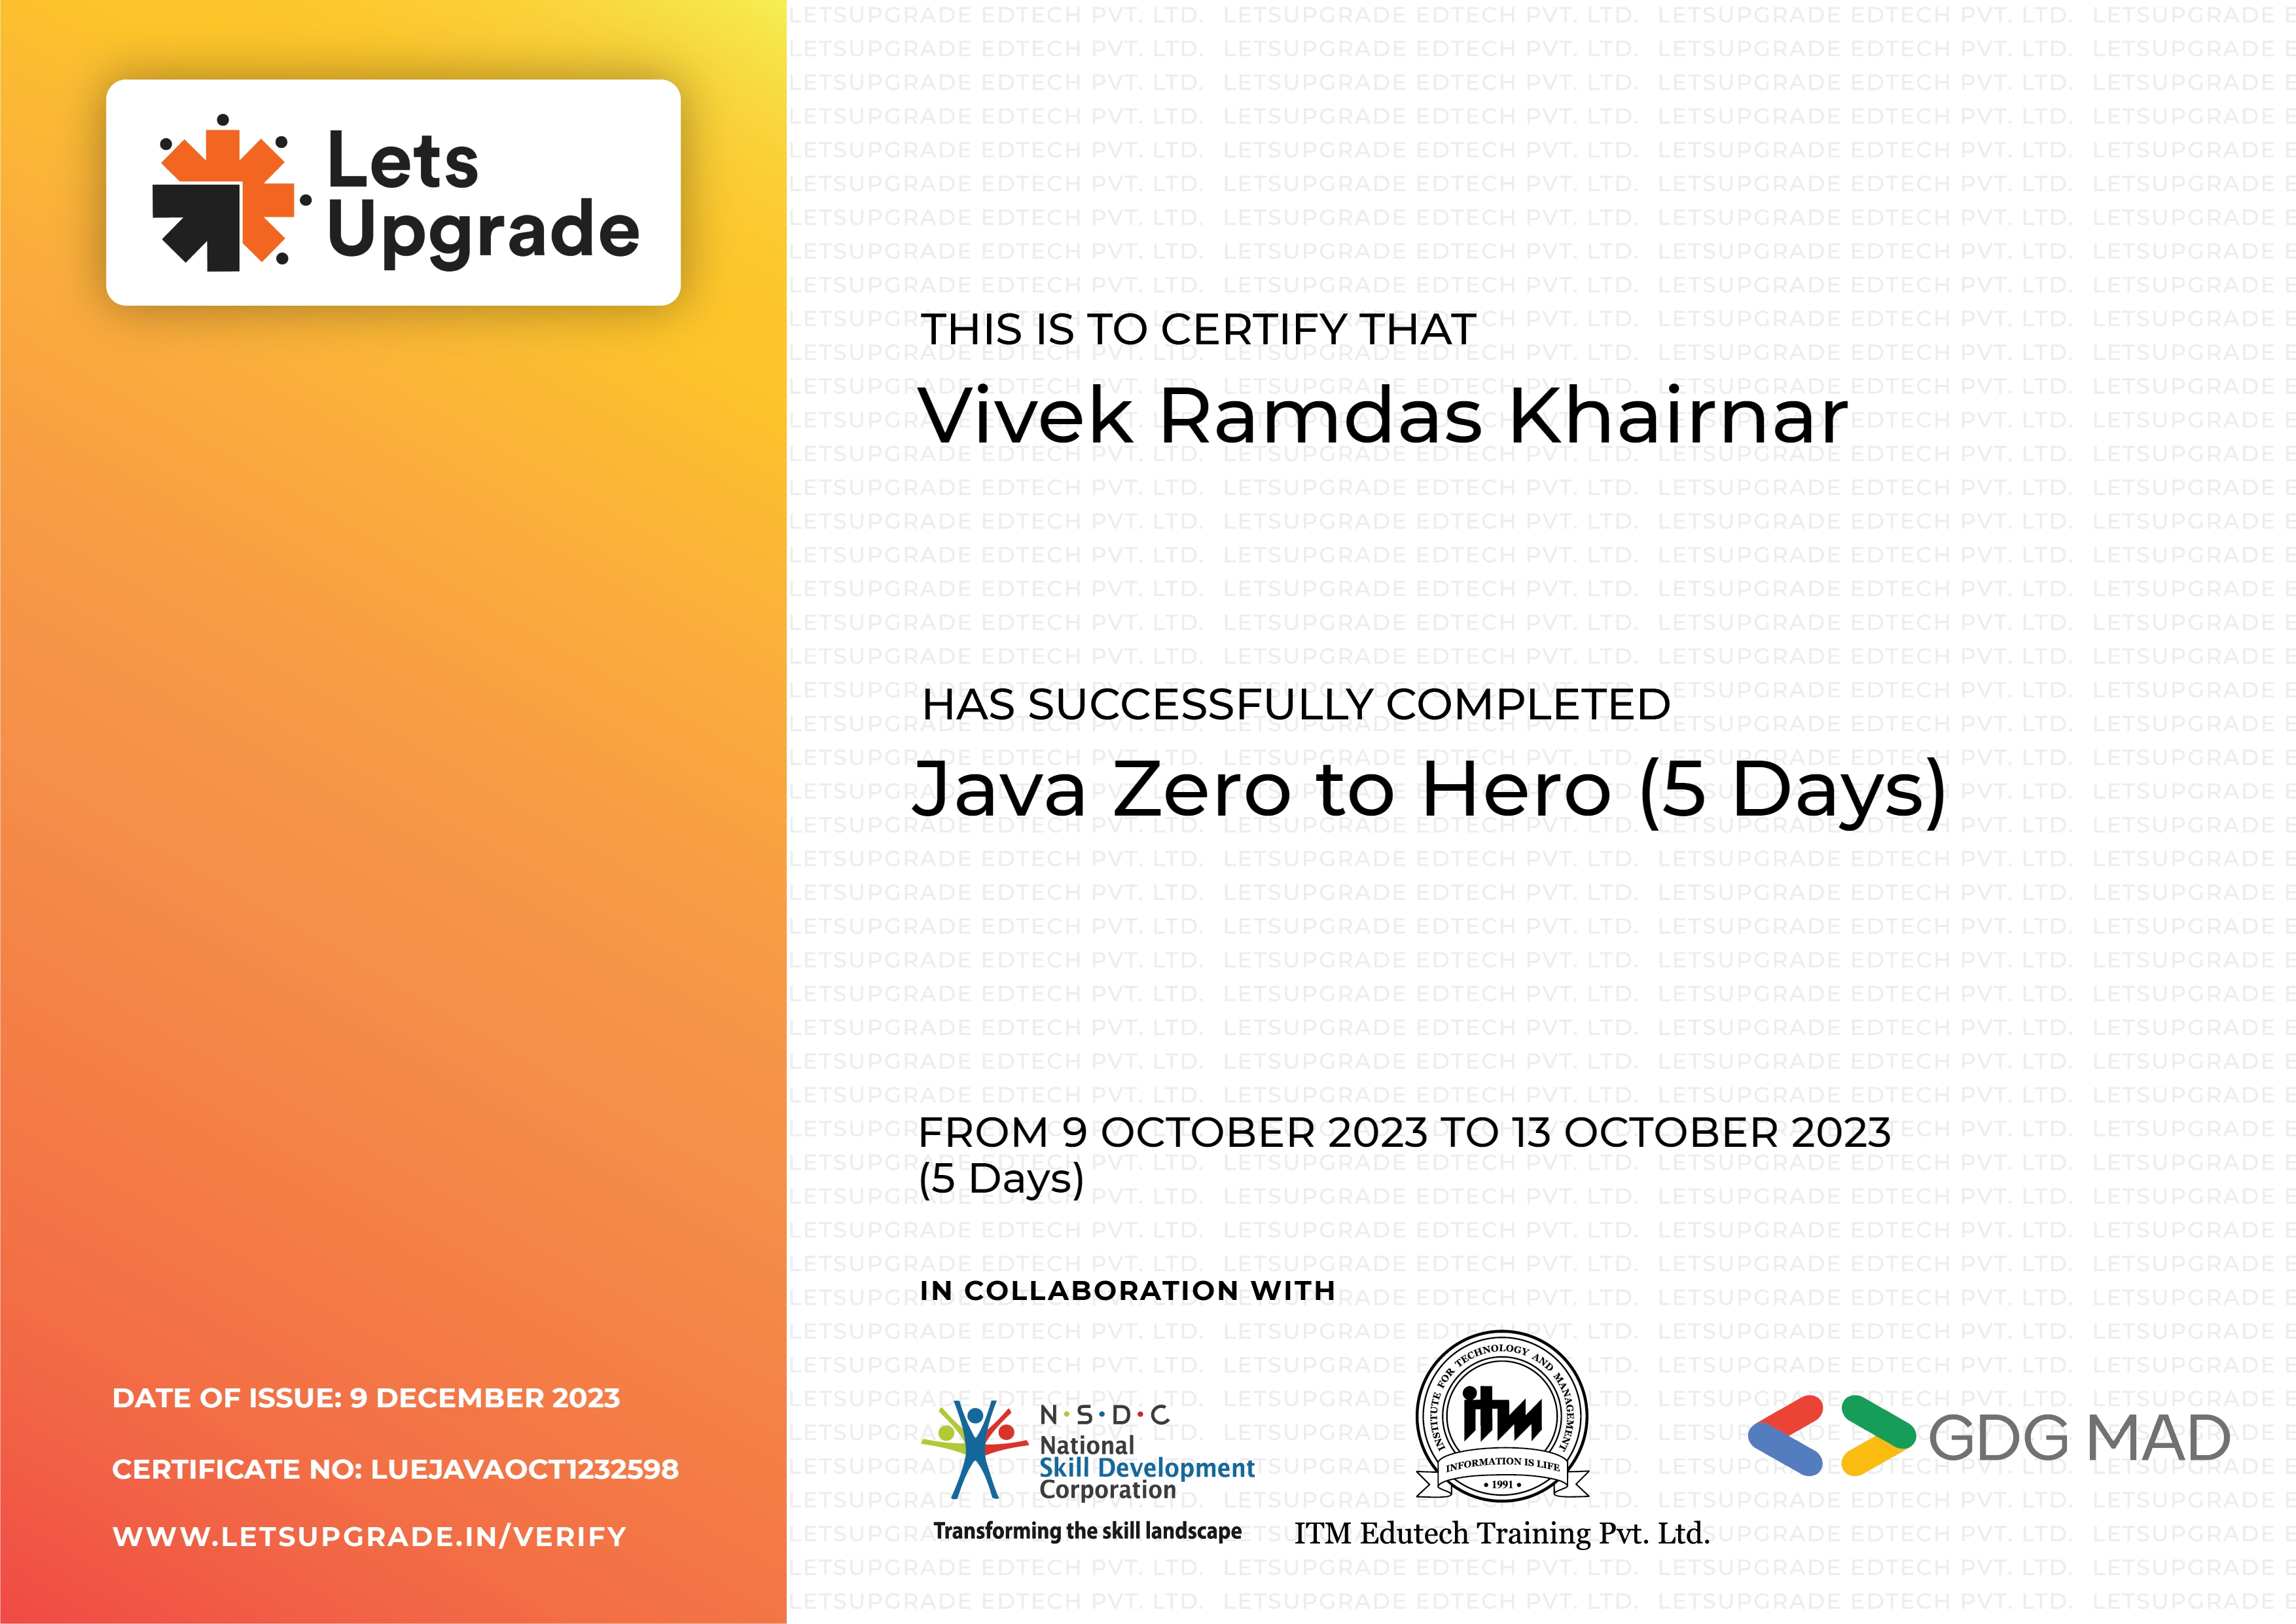 Lets
Upgrade
THIS IS TO CERTIFY THAT
Vivek Ramdas Khairnar
HAS SUCCESSFULLY COMPLETED
Java Zero to Hero (5 Days)
FROM 9 OCTOBER 2023 TO 13 OCTOBER 2023
(5 Days)
IN COLLABORATION WITH
N·S·D·C
National
Skill Development
Corporation
Transforming the skill landscape
INSTITUTE FOR TECHNOLOGY AND MANAGEMENT
itm
INFORMATION IS LIFE
• 1991 •
ITM Edutech Training Pvt. Ltd.
GDG MAD
DATE OF ISSUE: 9 DECEMBER 2023
CERTIFICATE NO: LUEJAVAOCT1232598
WWW.LETSUPGRADE.IN/VERIFY
LETSUPGRADE EDTECH PVT. LTD.